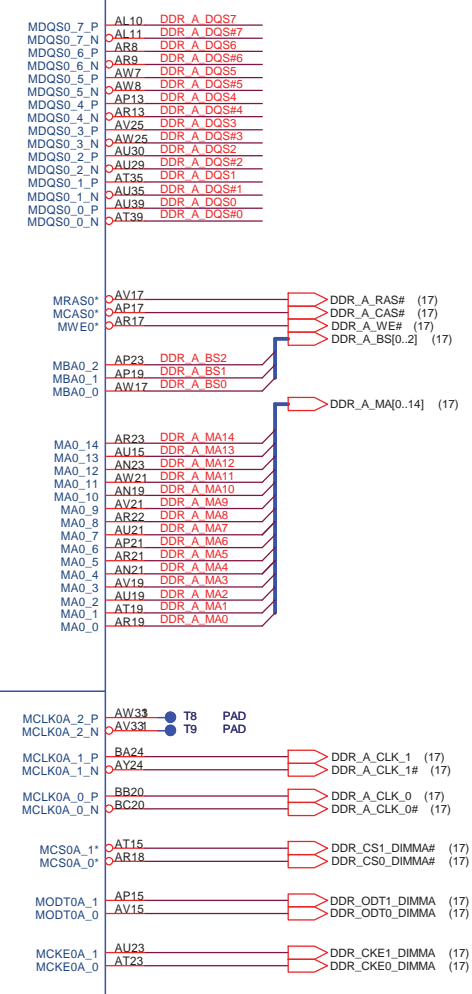 MDQS0_7_P AL10 DDR_A_DQS7
MDQS0_7_N AL11 DDR_A_DQS#7
MDQS0_6_P AR8 DDR_A_DQS6
MDQS0_6_N AR9 DDR_A_DQS#6
MDQS0_5_P AW7 DDR_A_DQS5
MDQS0_5_N AW8 DDR_A_DQS#5
MDQS0_4_P AP13 DDR_A_DQS4
MDQS0_4_N AR13 DDR_A_DQS#4
MDQS0_3_P AV25 DDR_A_DQS3
MDQS0_3_N AW25 DDR_A_DQS#3
MDQS0_2_P AU30 DDR_A_DQS2
MDQS0_2_N AU29 DDR_A_DQS#2
MDQS0_1_P AT35 DDR_A_DQS1
MDQS0_1_N AU35 DDR_A_DQS#1
MDQS0_0_P AU39 DDR_A_DQS0
MDQS0_0_N AT39 DDR_A_DQS#0
MRAS0* AV17 DDR_A_RAS# (17)
MCAS0* AP17 DDR_A_CAS# (17)
MWE0* AR17 DDR_A_WE# (17)
DDR_A_BS[0..2] (17)
MBA0_2 AP23 DDR_A_BS2
MBA0_1 AP19 DDR_A_BS1
MBA0_0 AW17 DDR_A_BS0
DDR_A_MA[0..14] (17)
MA0_14 AR23 DDR_A_MA14
MA0_13 AU15 DDR_A_MA13
MA0_12 AN23 DDR_A_MA12
MA0_11 AW21 DDR_A_MA11
MA0_10 AN19 DDR_A_MA10
MA0_9 AV21 DDR_A_MA9
MA0_8 AR22 DDR_A_MA8
MA0_7 AU21 DDR_A_MA7
MA0_6 AP21 DDR_A_MA6
MA0_5 AR21 DDR_A_MA5
MA0_4 AN21 DDR_A_MA4
MA0_3 AV19 DDR_A_MA3
MA0_2 AU19 DDR_A_MA2
MA0_1 AT19 DDR_A_MA1
MA0_0 AR19 DDR_A_MA0
MCLK0A_2_P AW33 1 T8 PAD
MCLK0A_2_N AV33 1 T9 PAD
MCLK0A_1_P BA24 DDR_A_CLK_1 (17)
MCLK0A_1_N AY24 DDR_A_CLK_1# (17)
MCLK0A_0_P BB20 DDR_A_CLK_0 (17)
MCLK0A_0_N BC20 DDR_A_CLK_0# (17)
MCS0A_1* AT15 DDR_CS1_DIMMA# (17)
MCS0A_0* AR18 DDR_CS0_DIMMA# (17)
MODT0A_1 AP15 DDR_ODT1_DIMMA (17)
MODT0A_0 AV15 DDR_ODT0_DIMMA (17)
MCKE0A_1 AU23 DDR_CKE1_DIMMA (17)
MCKE0A_0 AT23 DDR_CKE0_DIMMA (17)